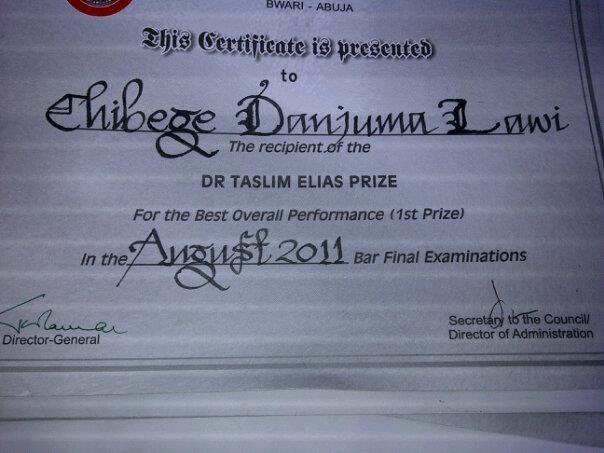 BWARI - ABUJA
This Certificate is presented
to
Chibege Danjuma Lawi
The recipient of the
DR TASLIM ELIAS PRIZE
For the Best Overall Performance (1st Prize)
In the August 2011 Bar Final Examinations
Director-General
Secretary to the Council/
Director of Administration